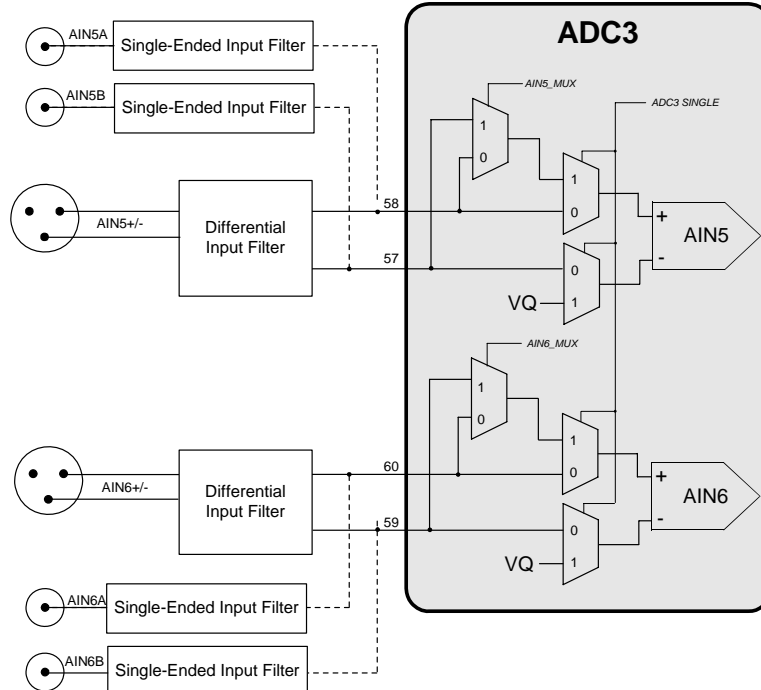 AIN5A
Single-Ended Input Filter
AIN5B
Single-Ended Input Filter
AIN5+/-
Differential
Input Filter
58
57
ADC3
AIN5_MUX
ADC3 SINGLE
1
0
1
0
0
1
VQ
+
-
AIN5
AIN6_MUX
1
0
1
0
0
1
VQ
+
-
AIN6
60
59
AIN6+/-
Differential
Input Filter
AIN6A
Single-Ended Input Filter
AIN6B
Single-Ended Input Filter